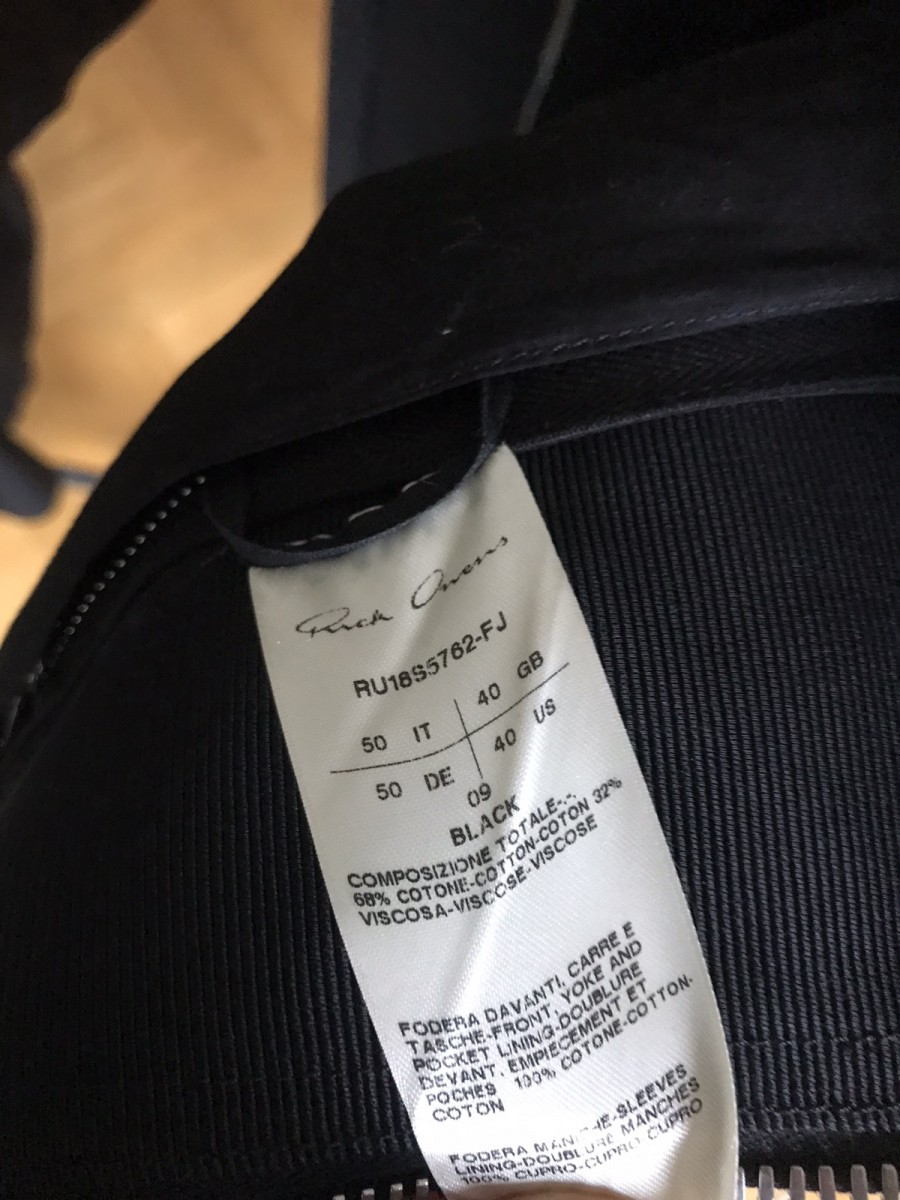 Rick Owens
RU18S5762-FJ
50 IT 40 GB
50 DE 40 US
09
BLACK
COMPOSIZIONE TOTALE-.-.
68% COTONE-COTTON-COTON 32%
VISCOSA-VISCOSE-VISCOSE
FODERA DAVANTI, CARRE E
TASCHE-FRONT, YOKE AND
POCKET LINING-DOUBLURE
DEVANT, EMPIECEMENT ET
POCHES 100% COTONE-COTTON-
COTON
FODERA MANICHE-SLEEVES
LINING-DOUBLURE MANCHES
100% CUPRO-CUPRO-CUPRO